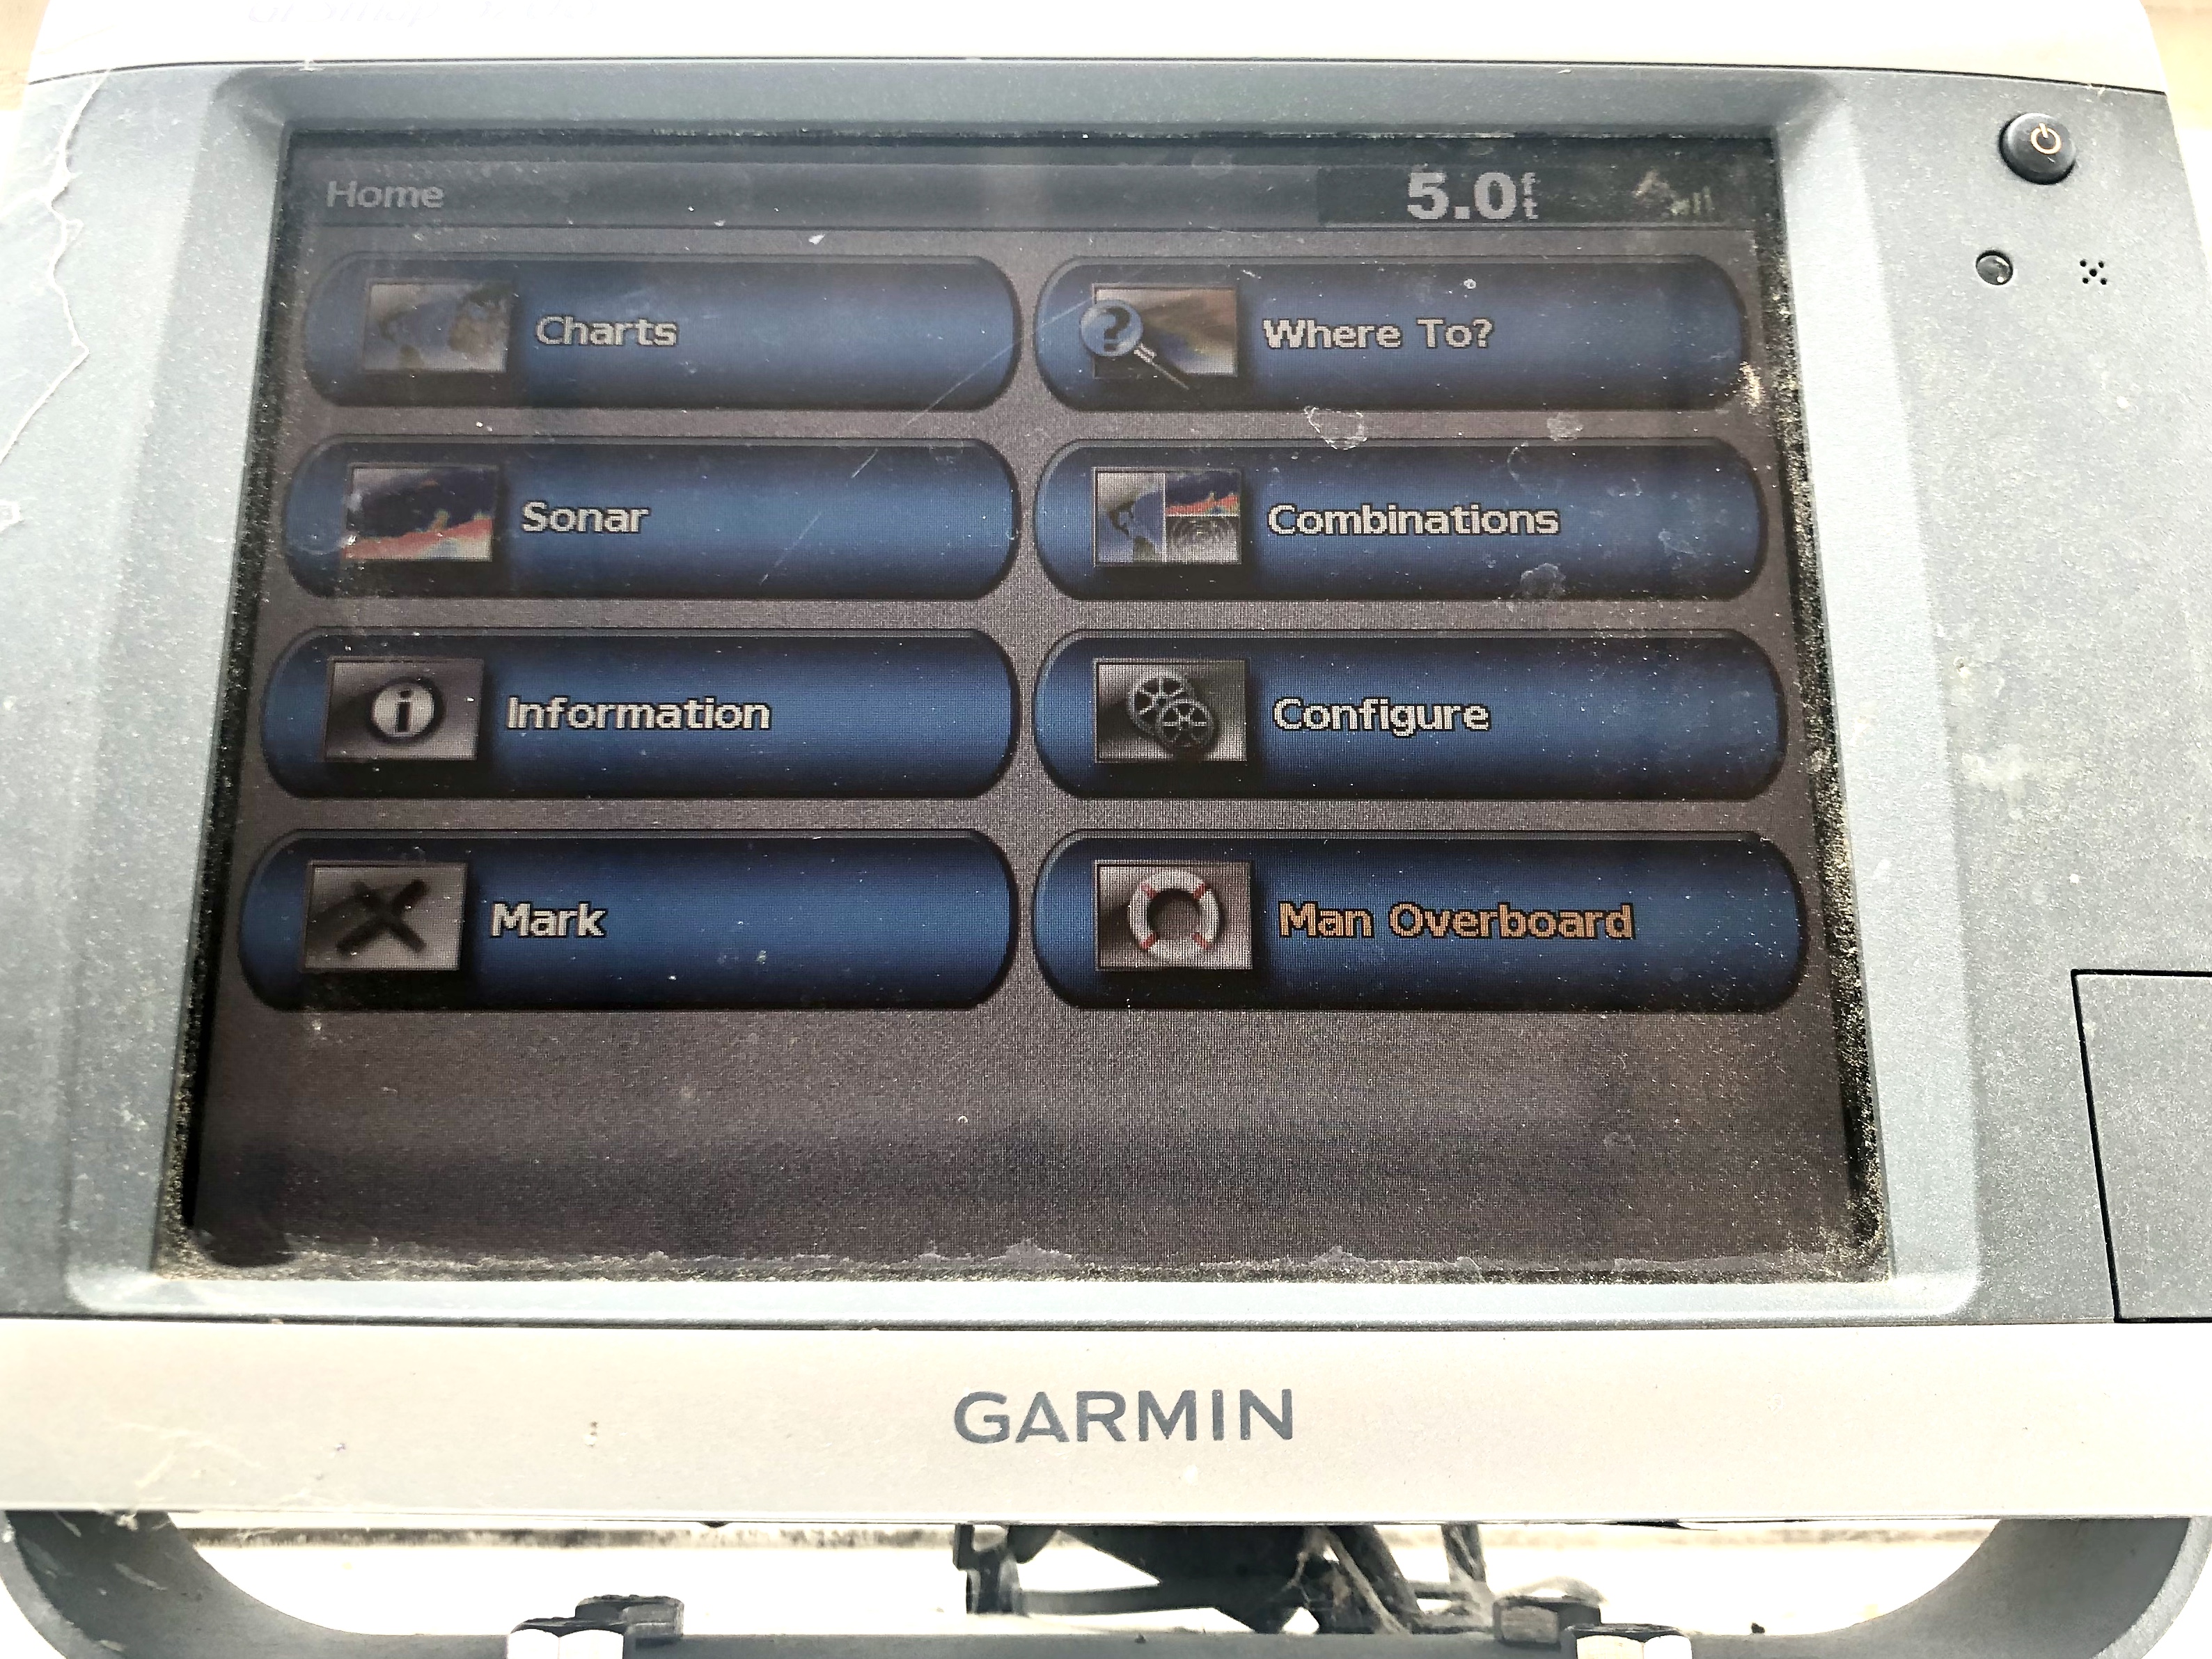 Home 5.0ft
Charts
Where To?
Sonar
Combinations
Information
Configure
Mark
Man Overboard
GARMIN